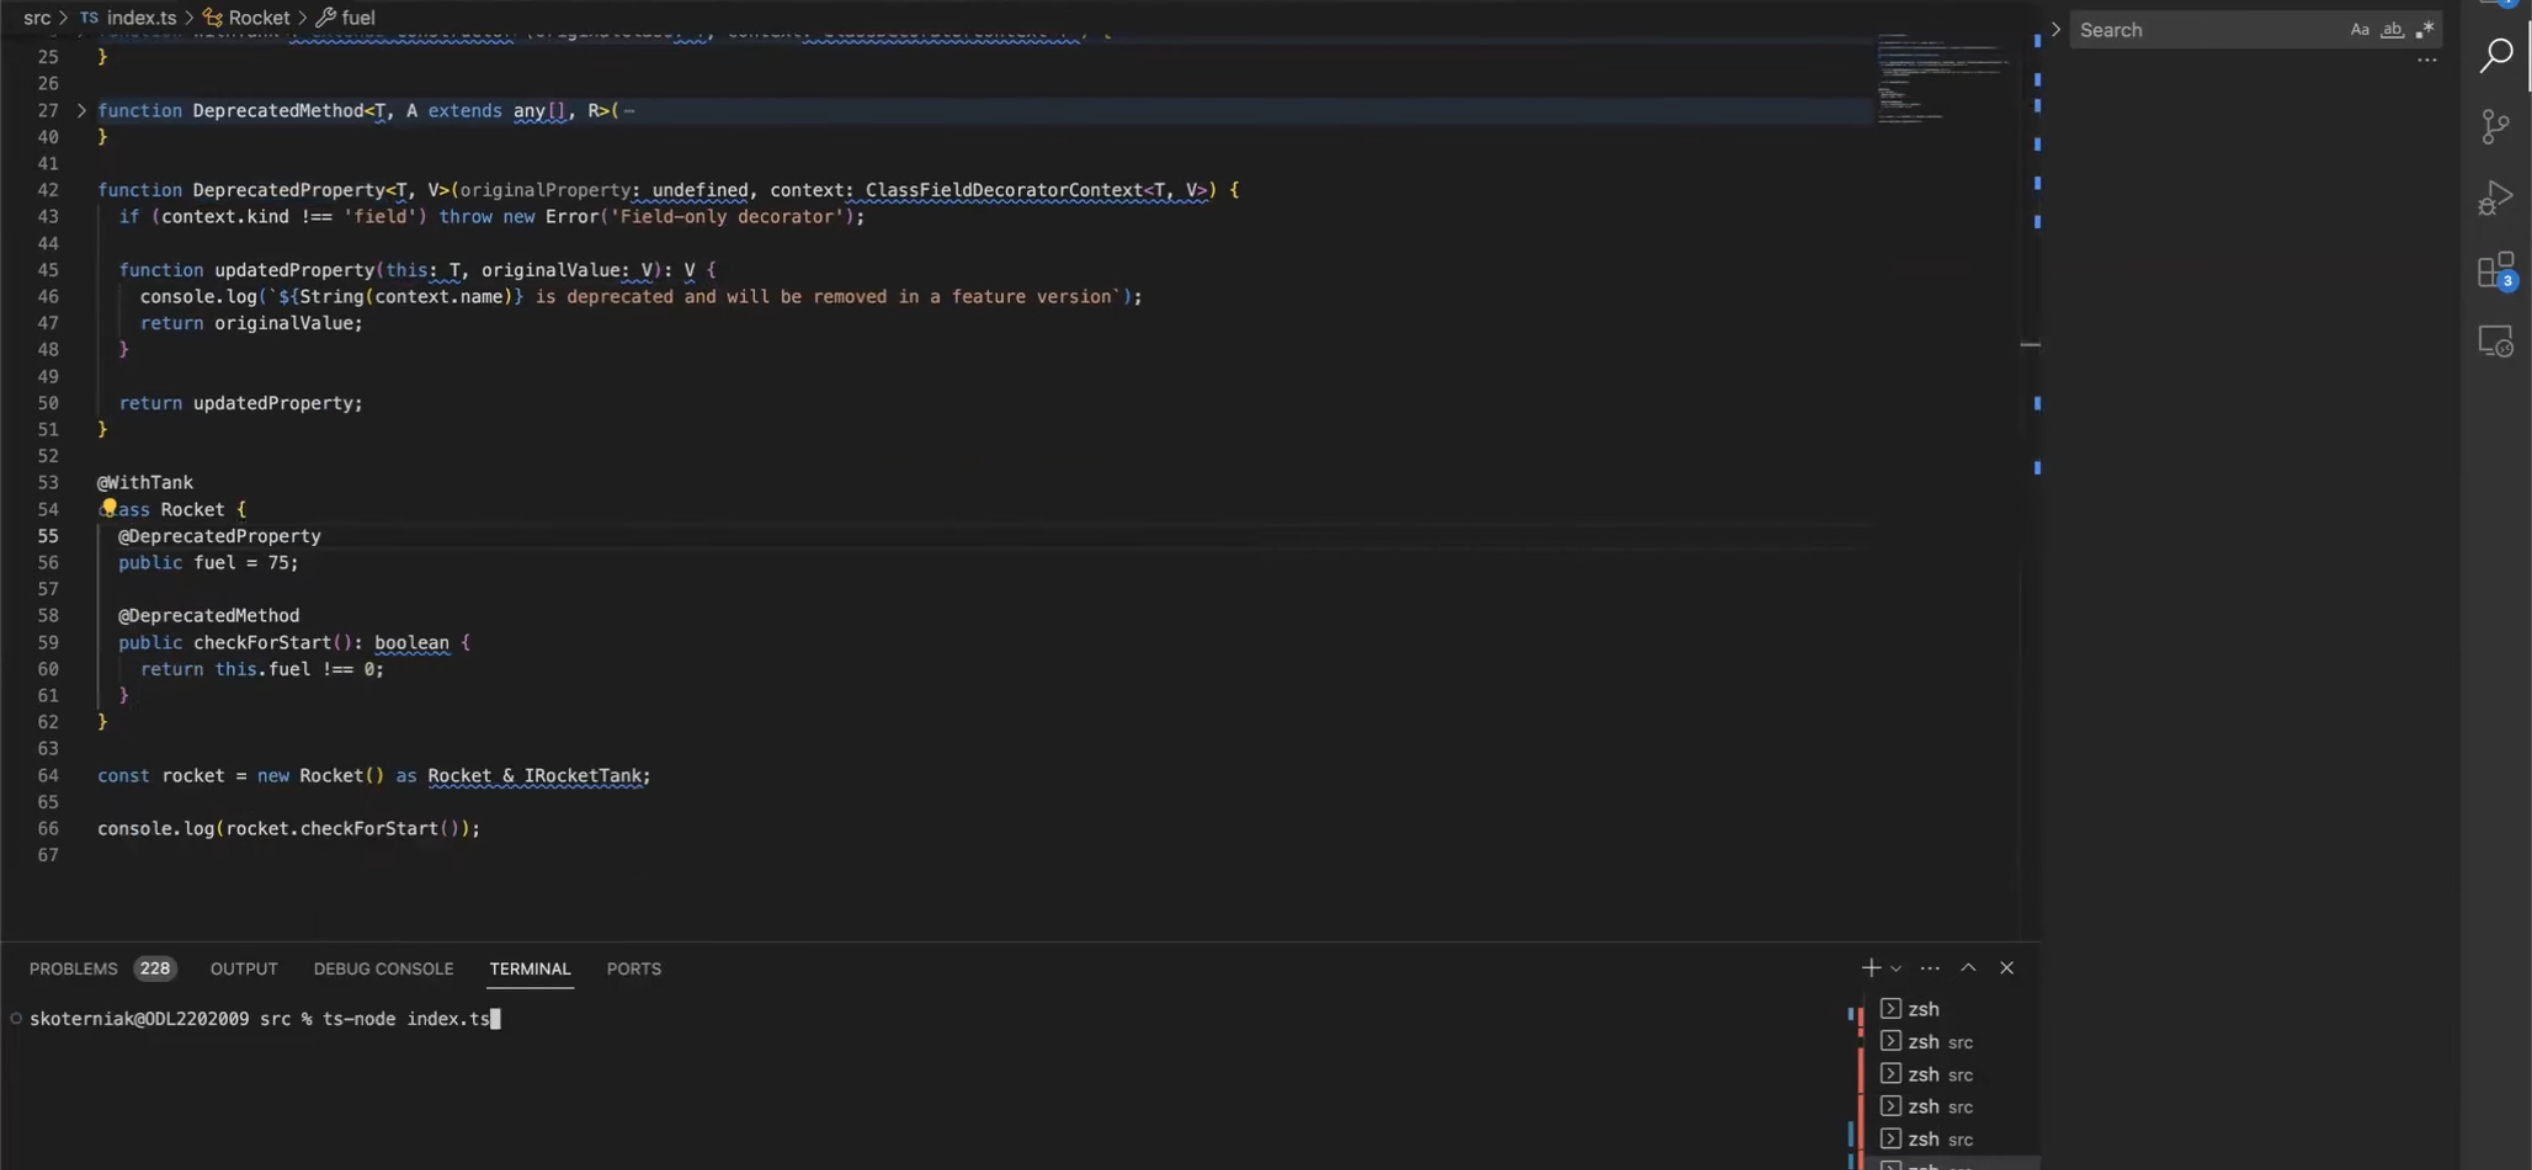 src > TS index.ts > Rocket > fuel
25 }
26
27 function DeprecatedMethod<T, A extends any[], R>(
40 }
41
42 function DeprecatedProperty<T, V>(originalProperty: undefined, context: ClassFieldDecoratorContext<T, V>) {
43 if (context.kind !== 'field') throw new Error('Field-only decorator');
44
45 function updatedProperty(this: T, originalValue: V): V {
46 console.log(`${String(context.name)} is deprecated and will be removed in a feature version`);
47 return originalValue;
48 }
49
50 return updatedProperty;
51 }
52
53 @WithTank
54 class Rocket {
55 @DeprecatedProperty
56 public fuel = 75;
57
58 @DeprecatedMethod
59 public checkForStart(): boolean {
60 return this.fuel !== 0;
61 }
62 }
63
64 const rocket = new Rocket() as Rocket & IRocketTank;
65
66 console.log(rocket.checkForStart());
67
Search Aa ab .*
3
PROBLEMS 228 OUTPUT DEBUG CONSOLE TERMINAL PORTS
skoterniak@ODL2202009 src % ts-node index.ts
zsh
zsh src
zsh src
zsh src
zsh src